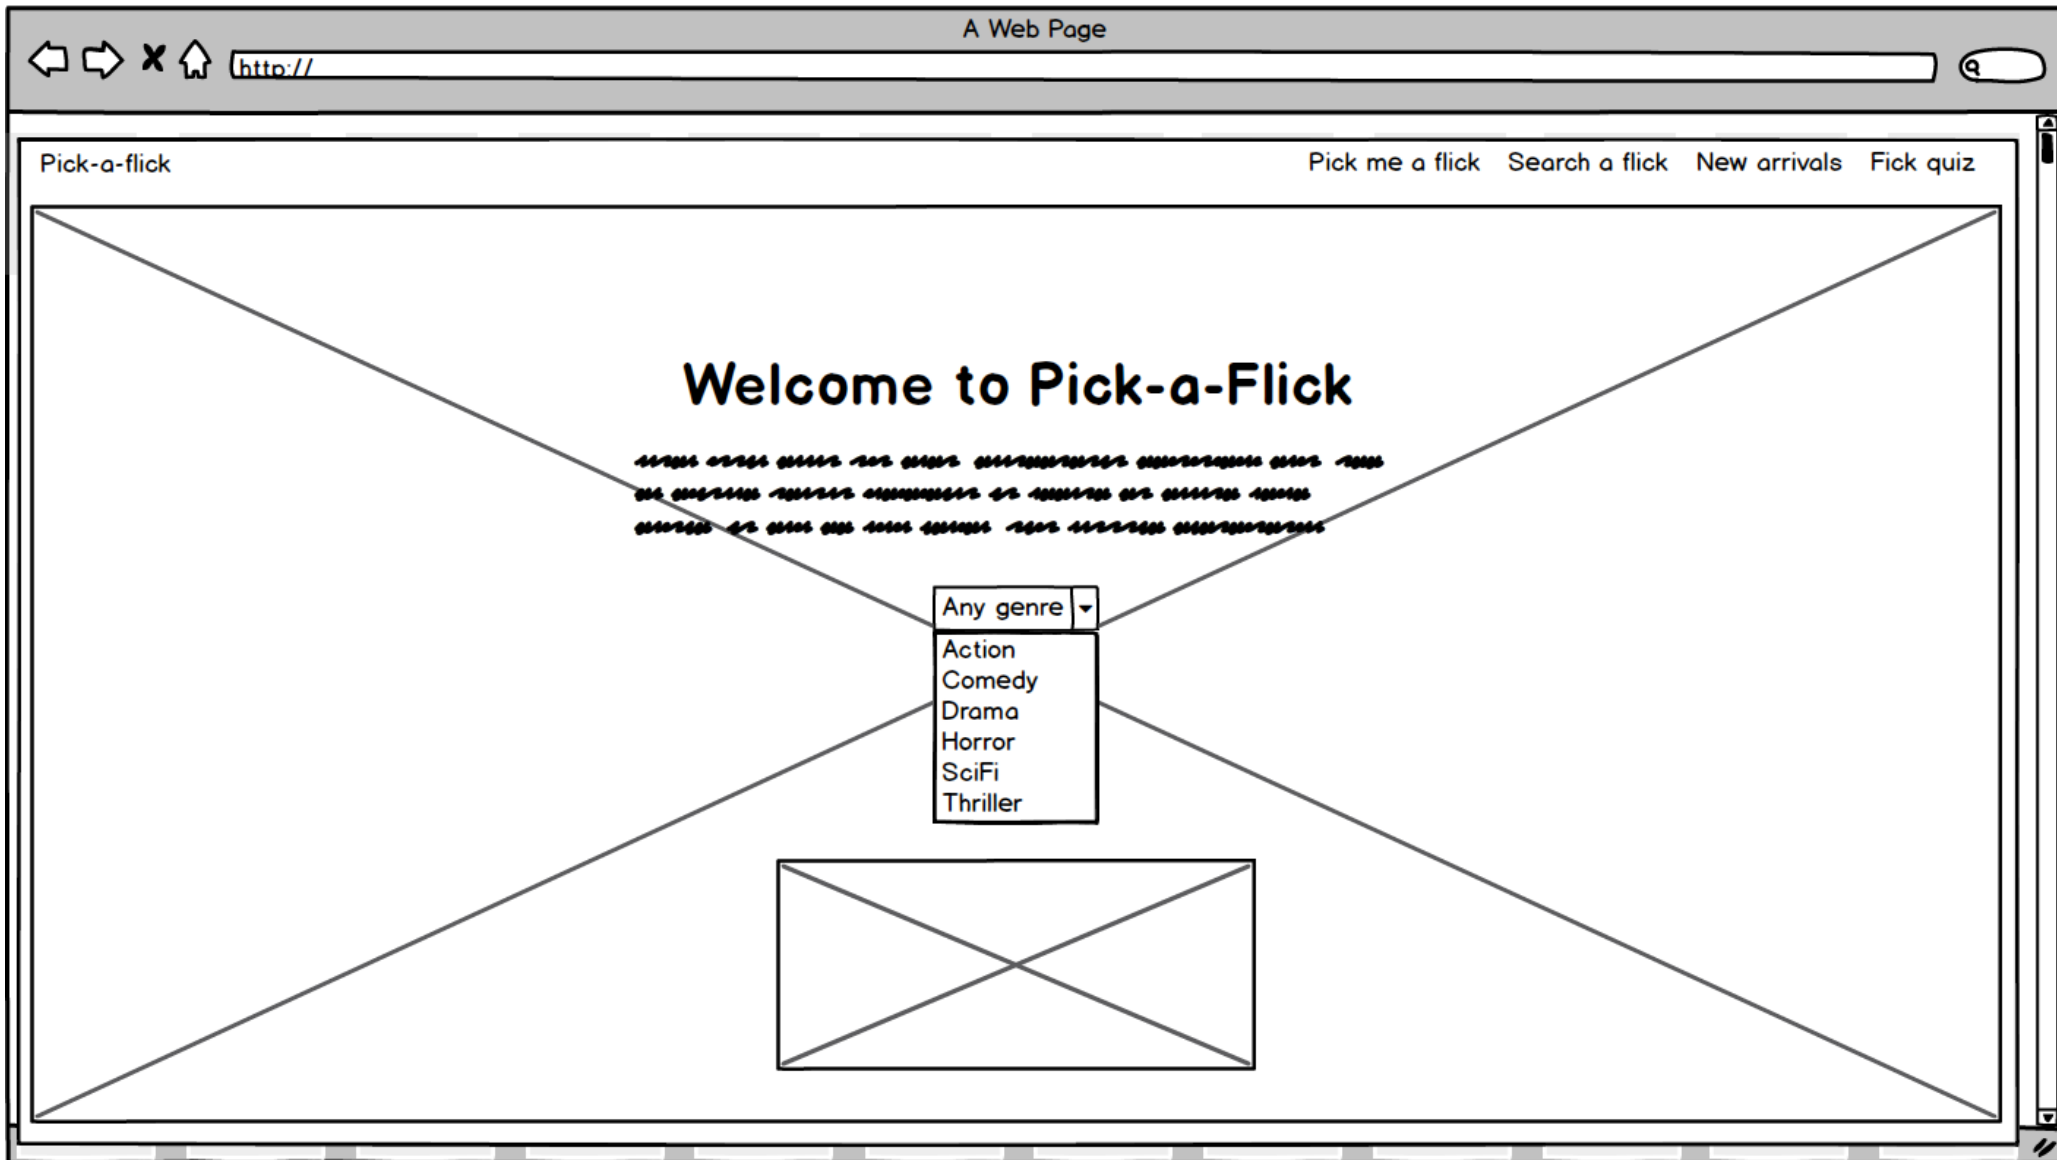 A Web Page
http://
Pick-a-flick
Pick me a flick Search a flick New arrivals Fick quiz
Welcome to Pick-a-Flick
Any genre
Action
Comedy
Drama
Horror
SciFi
Thriller